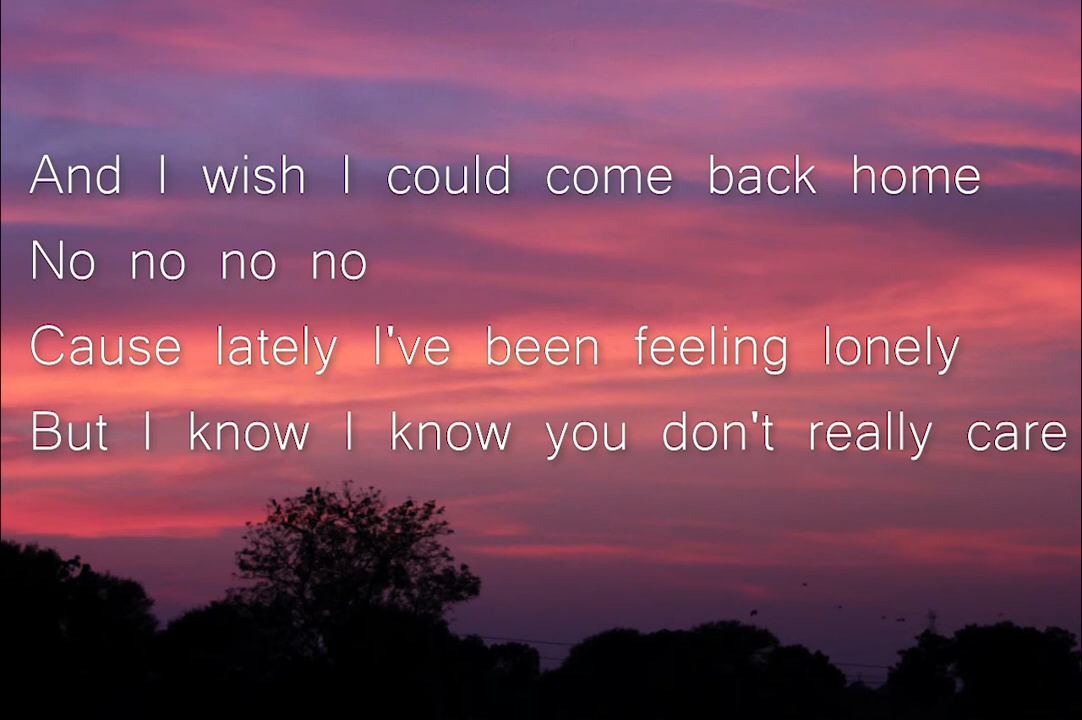 And I wish I could come back home
No no no no
Cause lately I've been feeling lonely
But I know I know you don't really care